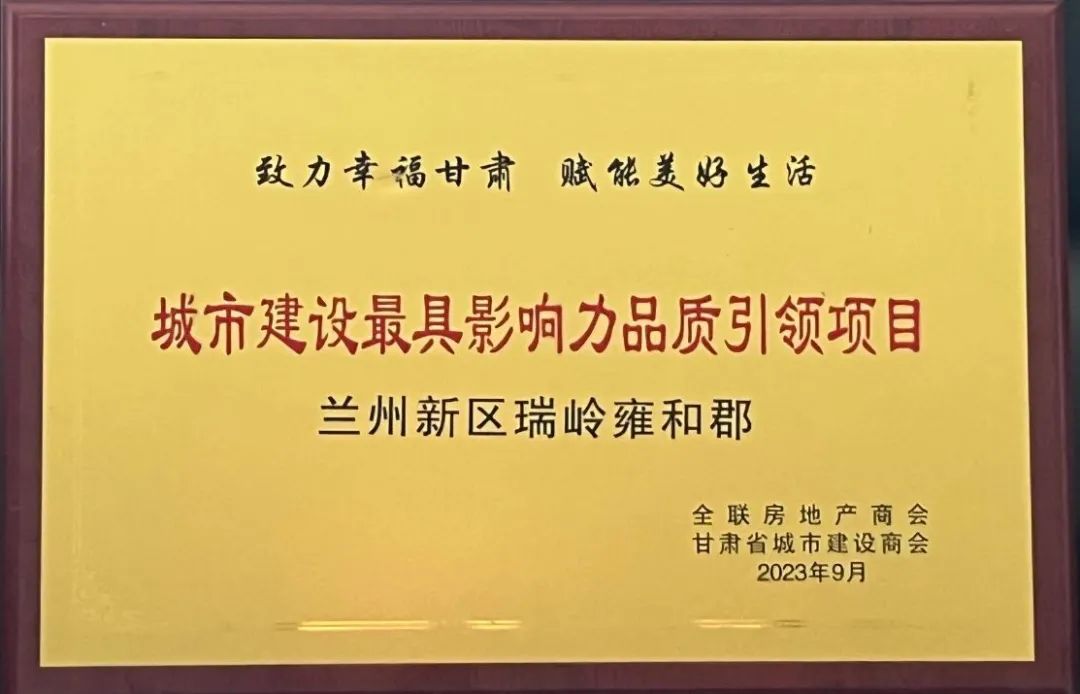 致力幸福甘肃 赋能美好生活
城市建设最具影响力品质引领项目
兰州新区瑞岭雍和郡
全联房地产商会
甘肃省城市建设商会
2023年9月